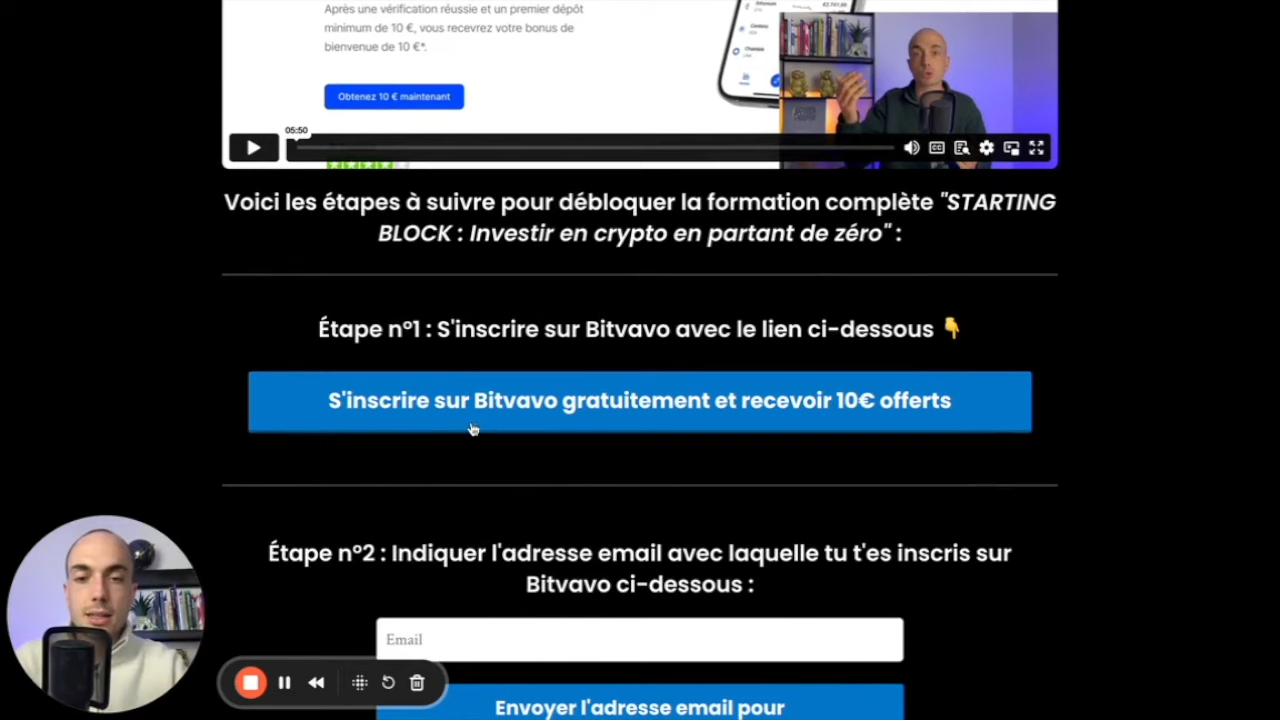 Après une vérification réussie et un premier dépôt
minimum de 10 €, vous recevrez votre bonus de
bienvenue de 10 €*.
Obtenez 10 € maintenant
05:50
CC
Voici les étapes à suivre pour débloquer la formation complète "STARTING
BLOCK : Investir en crypto en partant de zéro" :
Étape n°1 : S'inscrire sur Bitvavo avec le lien ci-dessous 👇
S'inscrire sur Bitvavo gratuitement et recevoir 10€ offerts
Étape n°2 : Indiquer l'adresse email avec laquelle tu t'es inscris sur
Bitvavo ci-dessous :
Email
Envoyer l'adresse email pour